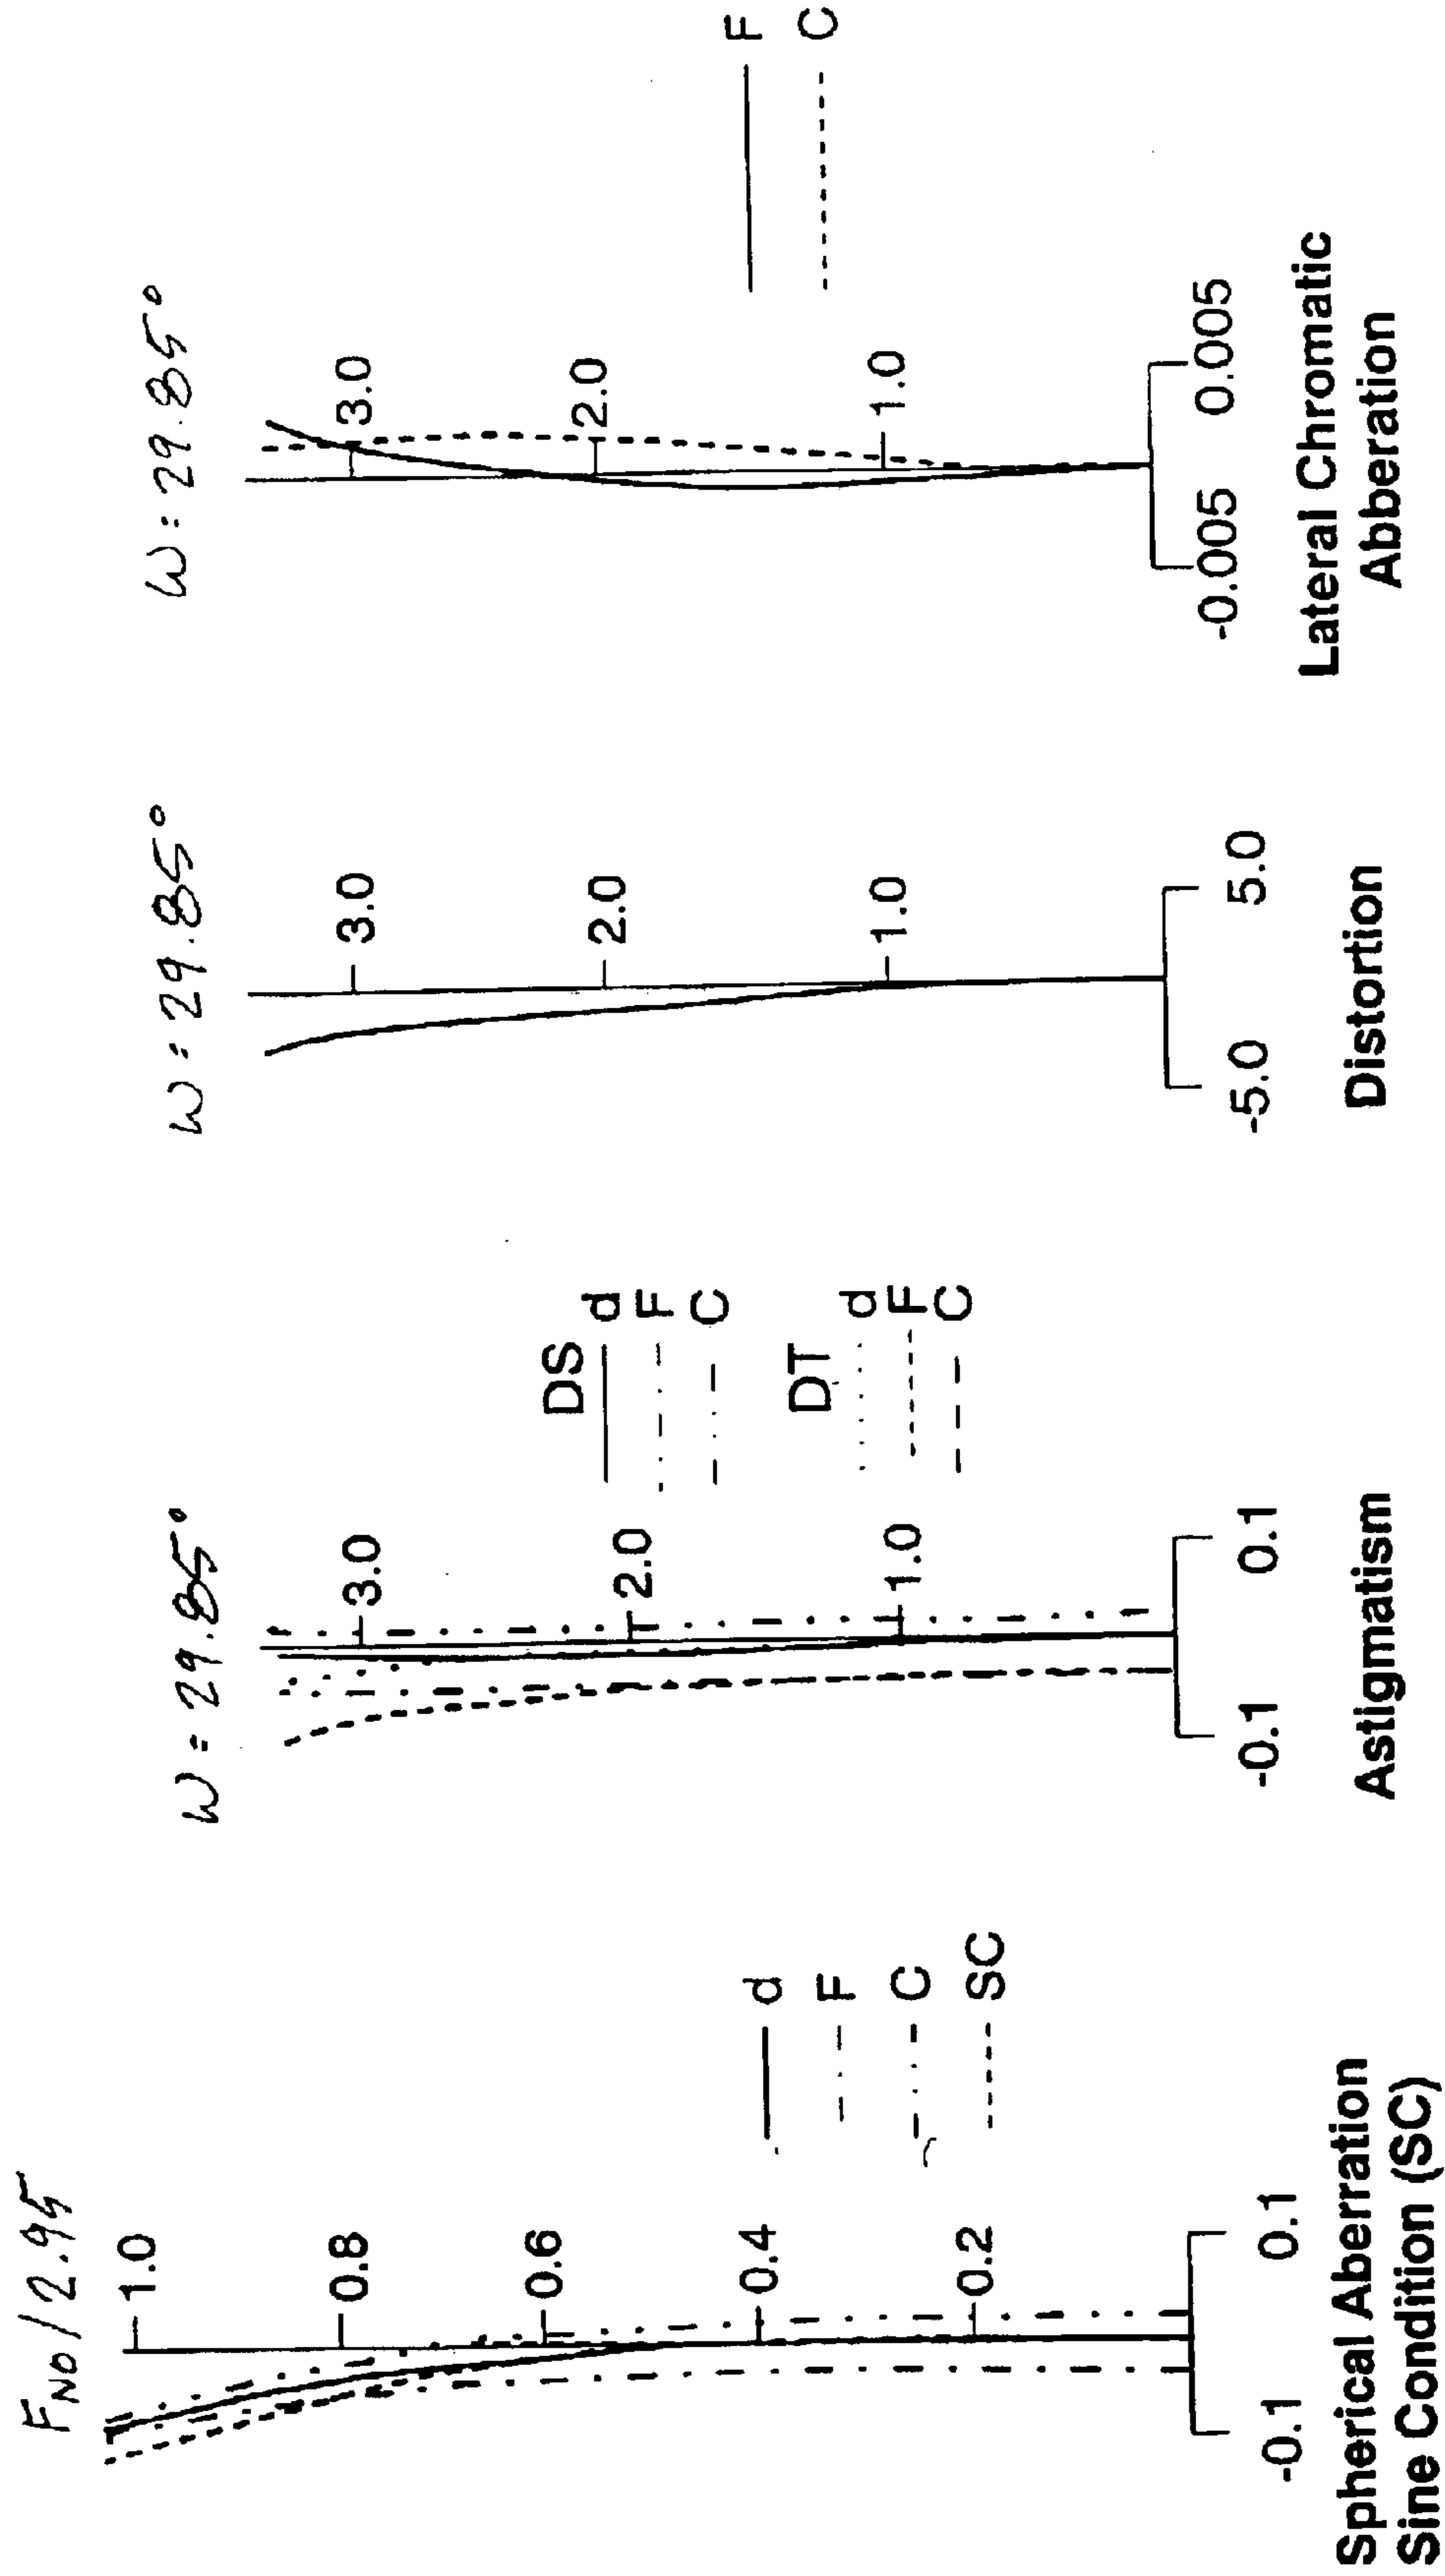 F NO / 2.95
1.0
0.8
0.6
0.4
0.2
-0.1 0.1
d
F
C
SC
Spherical Aberration
Sine Condition (SC)
W = 29.85°
3.0
2.0
1.0
-0.1 0.1
DS
d
F
C
DT
d
F
C
Astigmatism
W = 29.85°
3.0
2.0
1.0
-5.0 5.0
Distortion
W = 29.85°
3.0
2.0
1.0
-0.005 0.005
F
C
Lateral Chromatic
Abberation